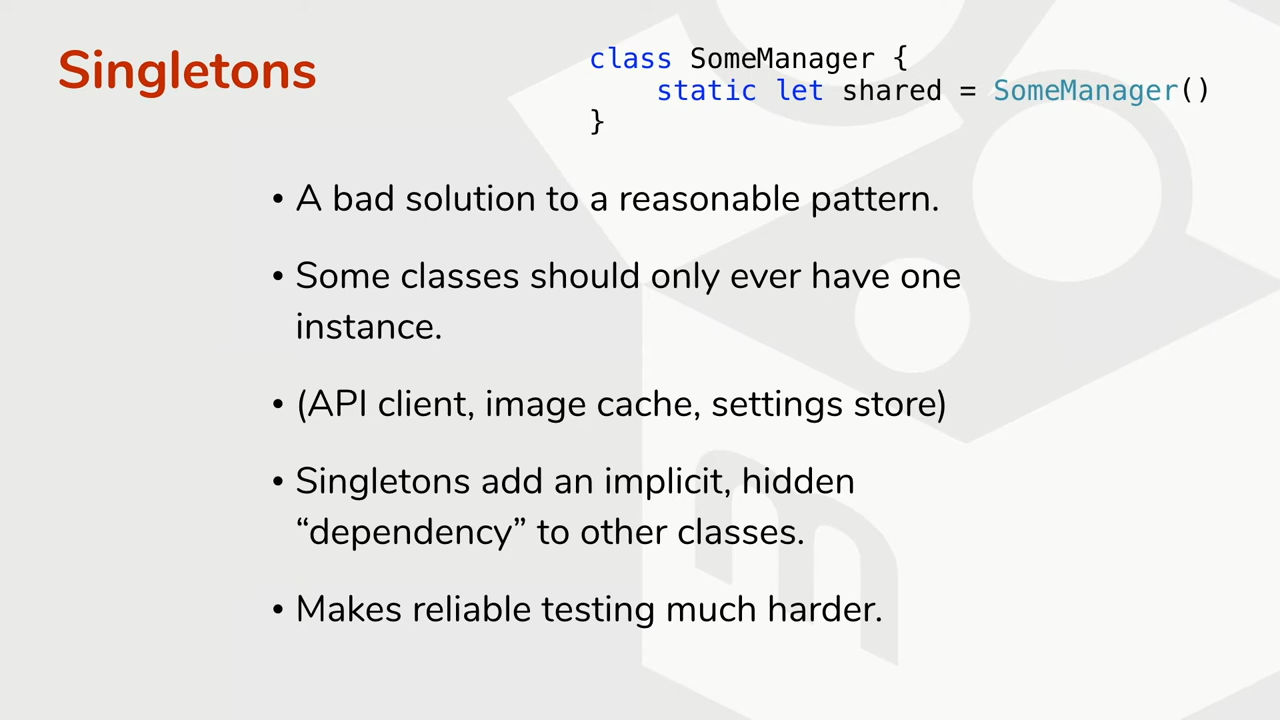 Singletons
class SomeManager {
    static let shared = SomeManager()
}
• A bad solution to a reasonable pattern.
• Some classes should only ever have one
instance.
• (API client, image cache, settings store)
• Singletons add an implicit, hidden
“dependency” to other classes.
• Makes reliable testing much harder.